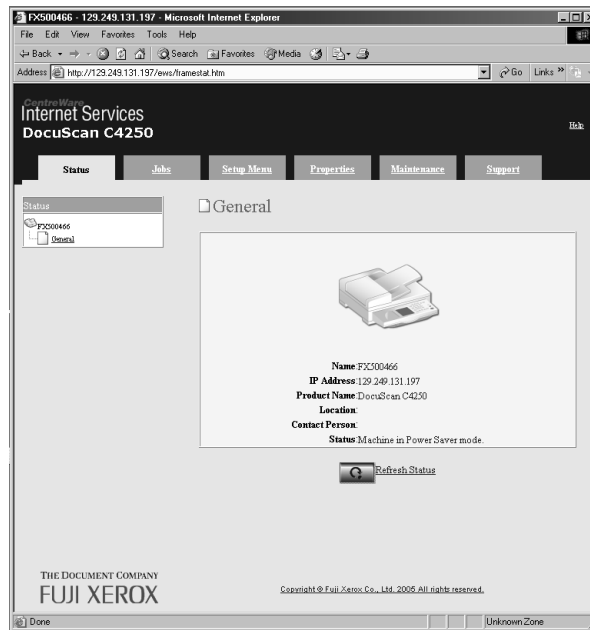 FX500466 - 129.249.131.197 - Microsoft Internet Explorer
File Edit View Favorites Tools Help
Back Search Favorites Media
Address http://129.249.131.197/ews/framestat.htm Go Links »
CentreWare
Internet Services
DocuScan C4250
Help
Status Jobs Setup Menu Properties Maintenance Support
Status
FX500466
General
General
Name:FX500466
IP Address:129.249.131.197
Product Name:DocuScan C4250
Location:
Contact Person:
Status:Machine in Power Saver mode.
Refresh Status
THE DOCUMENT COMPANY
FUJI XEROX
Copyright © Fuji Xerox Co., Ltd. 2005 All rights reserved.
Done Unknown Zone